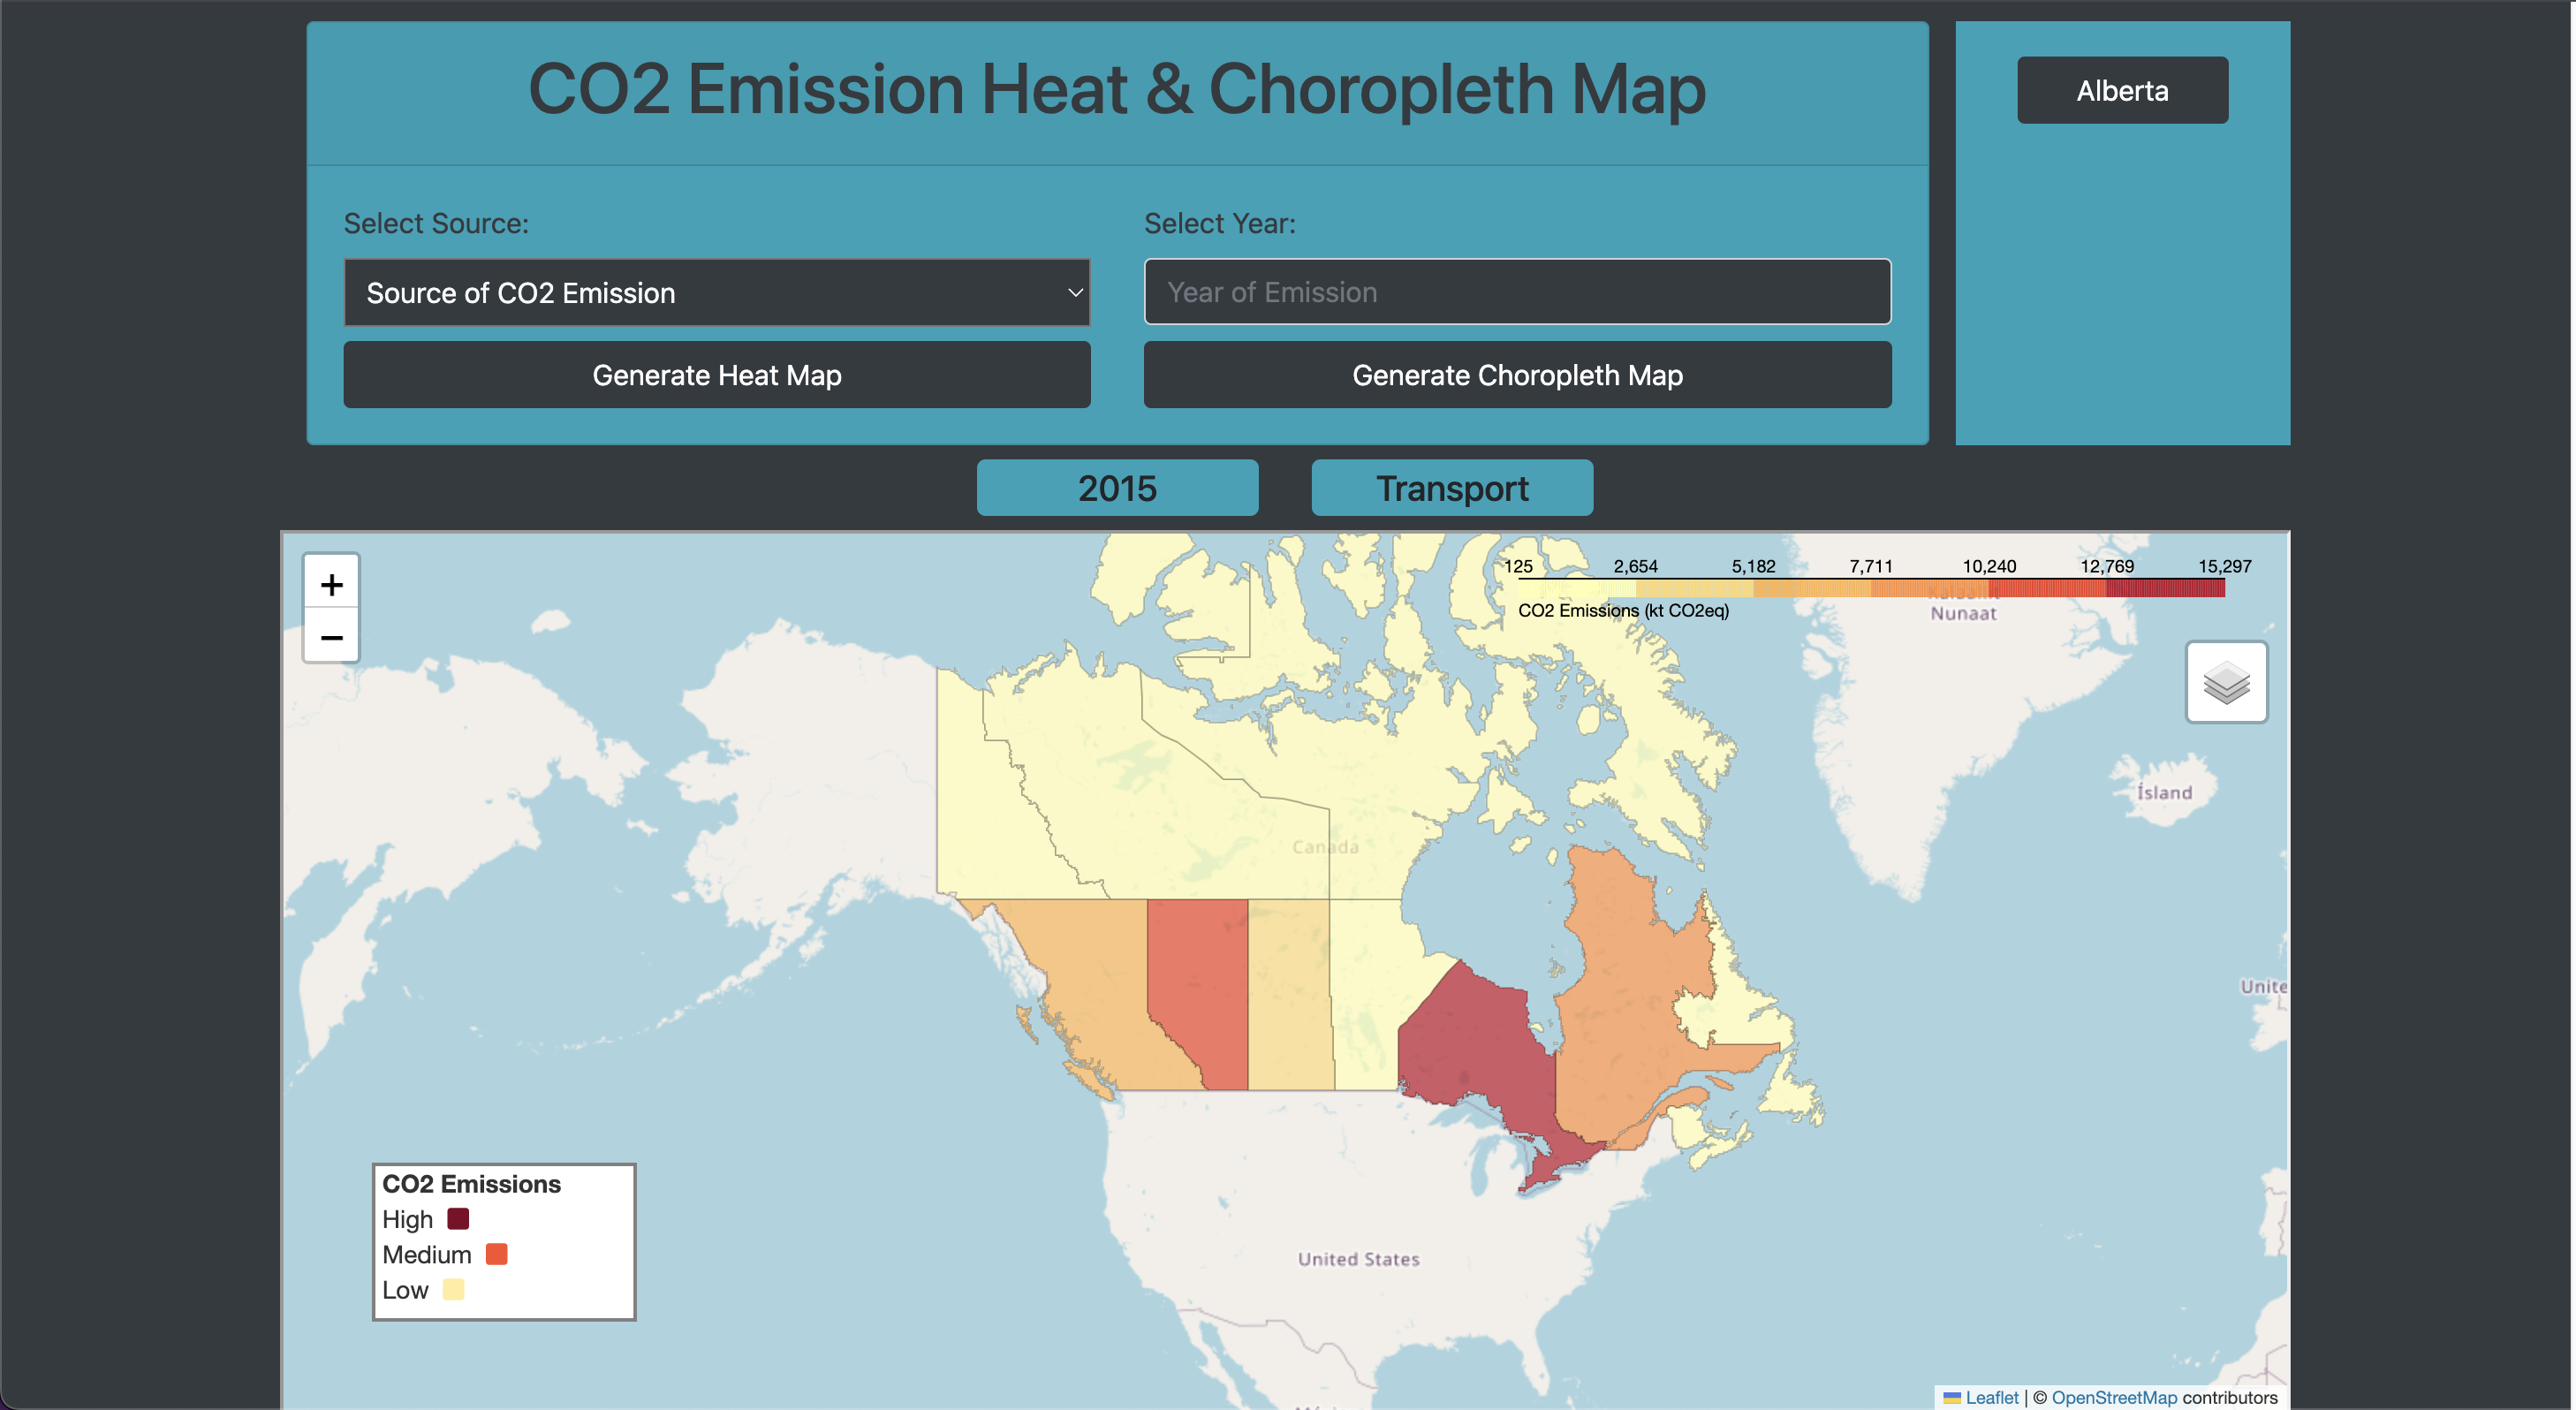 CO2 Emission Heat & Choropleth Map
Alberta
Select Source:
Select Year:
Source of CO2 Emission
Year of Emission
Generate Heat Map
Generate Choropleth Map
2015
Transport
+
−
125 2,654 5,182 7,711 10,240 12,769 15,297
CO2 Emissions (kt CO2eq)
Nunaat
Ísland
Canada
Unite
United States
CO2 Emissions
High
Medium
Low
Leaflet | © OpenStreetMap contributors